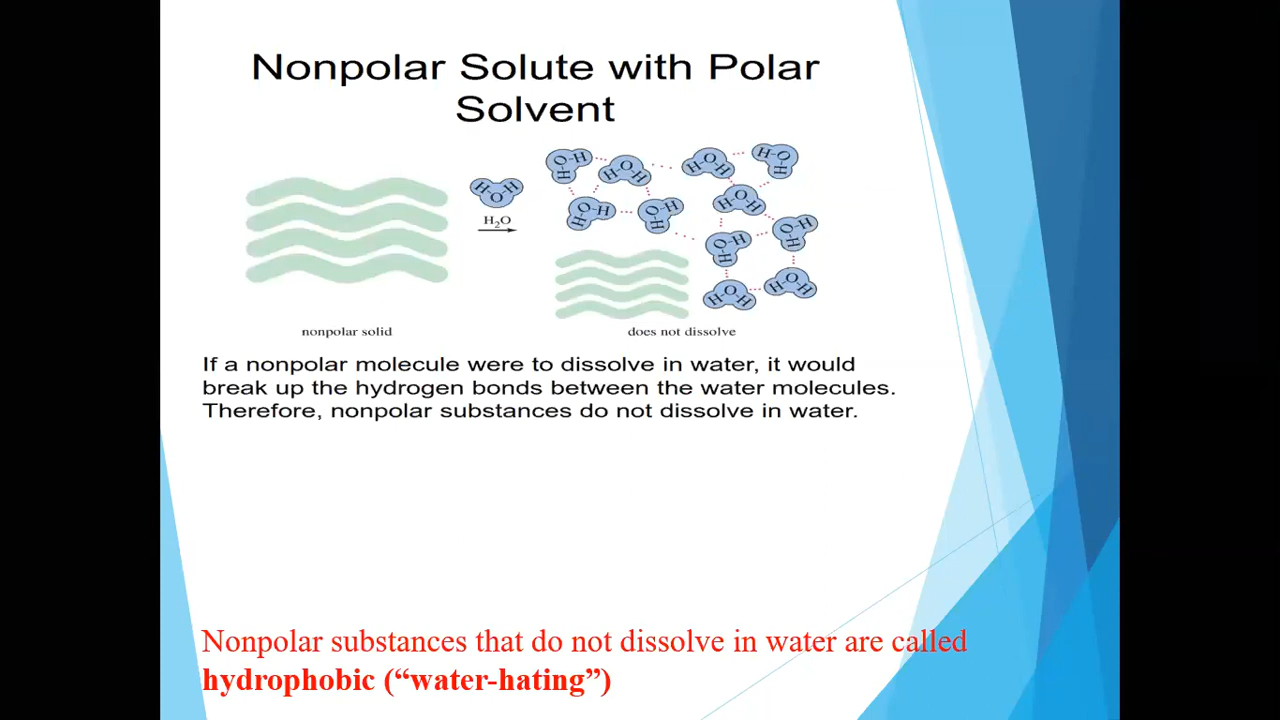 Nonpolar Solute with Polar
Solvent
H O H
H₂O
O-H H
H O H
H O H
H-O H
O-H H
O-H H
H O H
O-H H
O-H H
H O H
H O H
nonpolar solid
does not dissolve
If a nonpolar molecule were to dissolve in water, it would
break up the hydrogen bonds between the water molecules.
Therefore, nonpolar substances do not dissolve in water.
Nonpolar substances that do not dissolve in water are called
hydrophobic (“water-hating”)